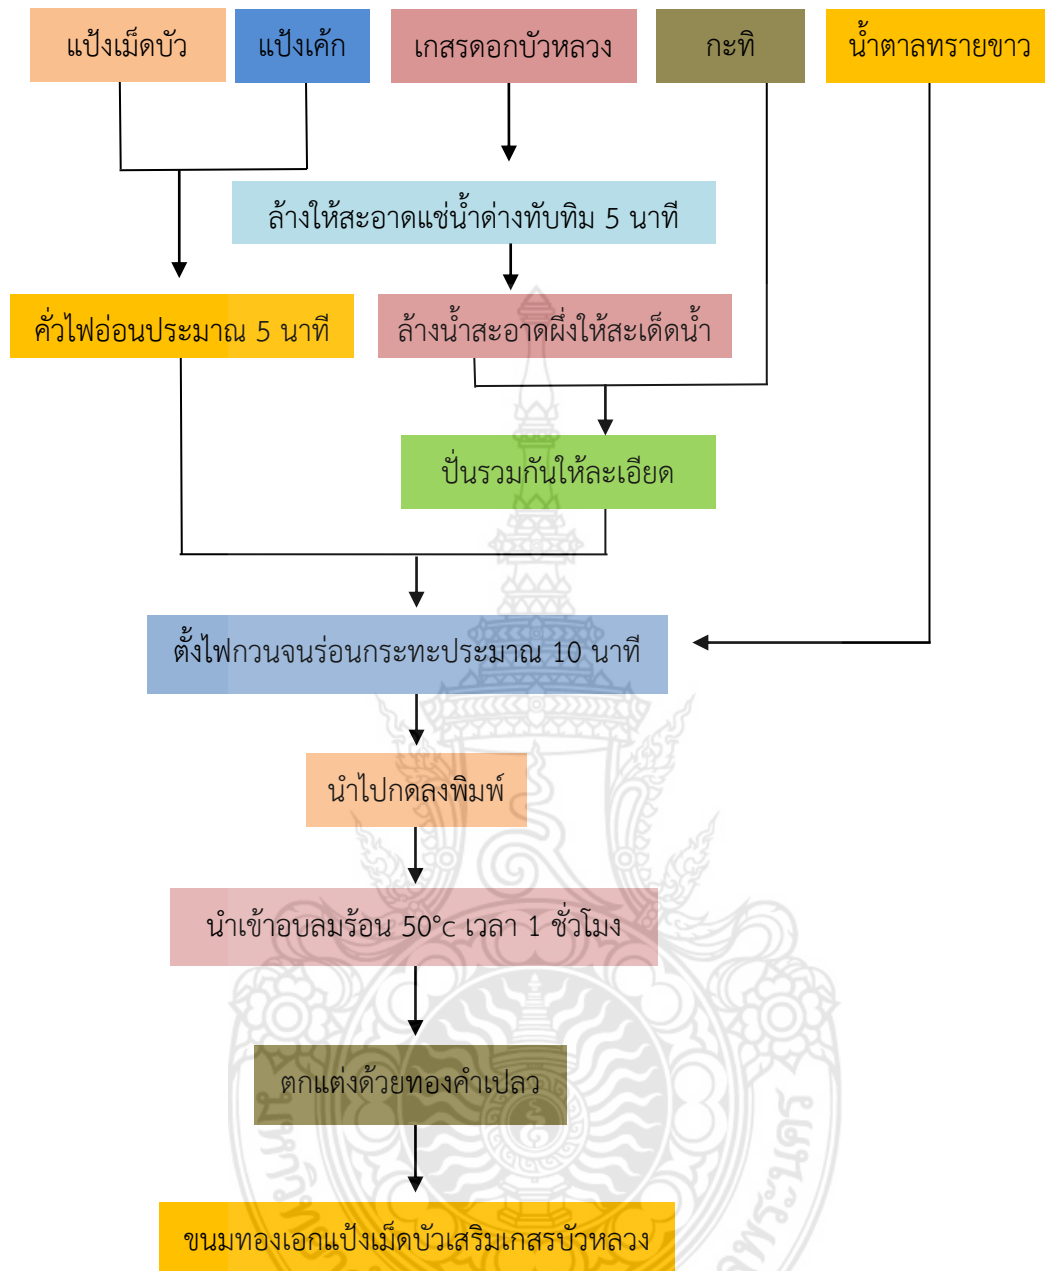 แป้งเม็ดบัว
แป้งเค้ก
เกสรดอกบัวหลวง
กะทิ
น้ำตาลทรายขาว
ล้างให้สะอาดแช่น้ำด่างทับทิม 5 นาที
คั่วไฟอ่อนประมาณ 5 นาที
ล้างน้ำสะอาดผึ่งให้สะเด็ดน้ำ
ปั่นรวมกันให้ละเอียด
ตั้งไฟกวนจนร่อนกระทะประมาณ 10 นาที
นำไปกดลงพิมพ์
นำเข้าอบลมร้อน 50°c เวลา 1 ชั่วโมง
ตกแต่งด้วยทองคำเปลว
ขนมทองเอกแป้งเม็ดบัวเสริมเกสรบัวหลวง